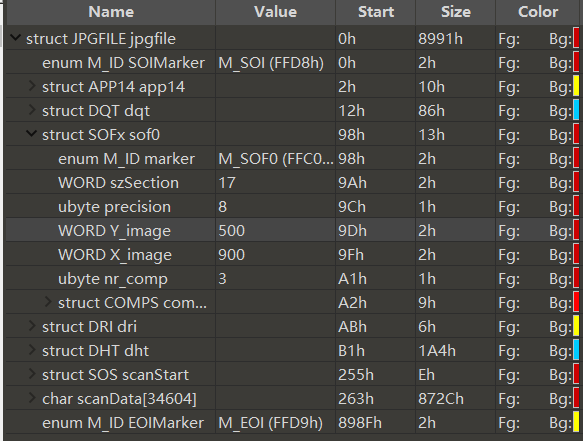 Name Value Start Size Color
struct JPGFILE jpgfile 0h 8991h Fg: Bg:
enum M_ID SOIMarker M_SOI (FFD8h) 0h 2h Fg: Bg:
struct APP14 app14 2h 10h Fg: Bg:
struct DQT dqt 12h 86h Fg: Bg:
struct SOFx sof0 98h 13h Fg: Bg:
enum M_ID marker M_SOF0 (FFC0... 98h 2h Fg: Bg:
WORD szSection 17 9Ah 2h Fg: Bg:
ubyte precision 8 9Ch 1h Fg: Bg:
WORD Y_image 500 9Dh 2h Fg: Bg:
WORD X_image 900 9Fh 2h Fg: Bg:
ubyte nr_comp 3 A1h 1h Fg: Bg:
struct COMPS com... A2h 9h Fg: Bg:
struct DRI dri ABh 6h Fg: Bg:
struct DHT dht B1h 1A4h Fg: Bg:
struct SOS scanStart 255h Eh Fg: Bg:
char scanData[34604] 263h 872Ch Fg: Bg:
enum M_ID EOIMarker M_EOI (FFD9h) 898Fh 2h Fg: Bg: